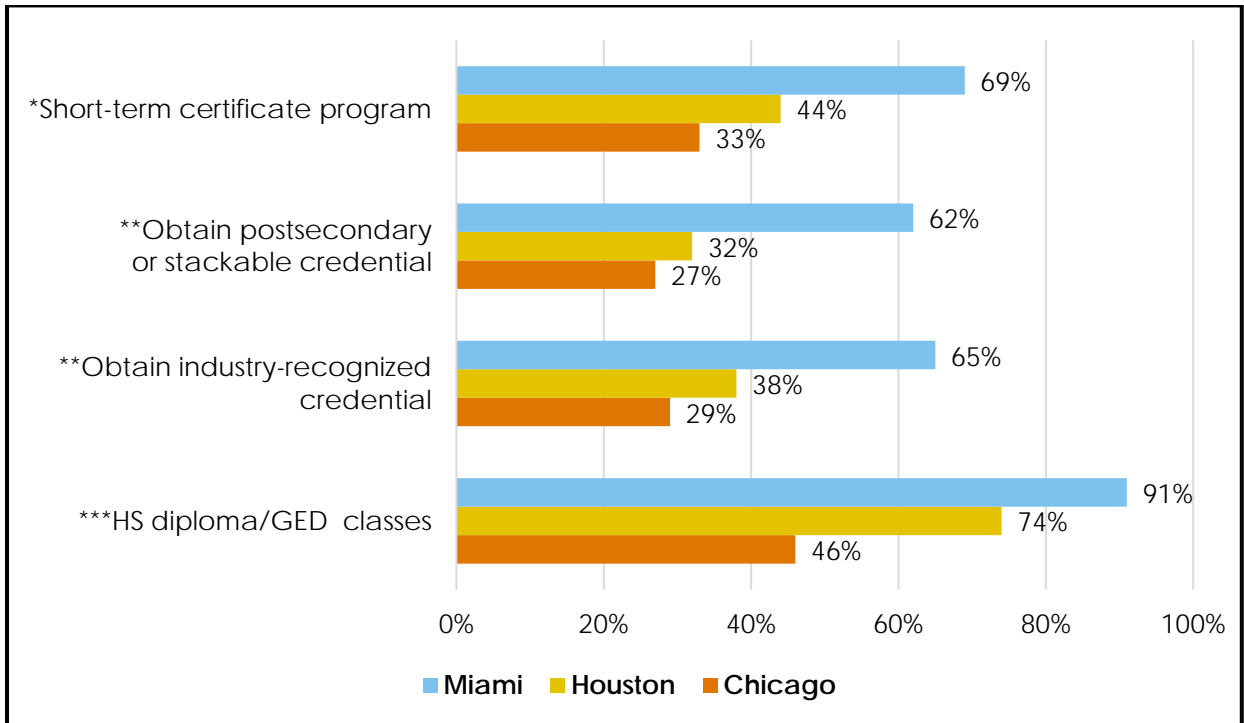 *Short-term certificate program
69%
44%
33%
**Obtain postsecondary
or stackable credential
62%
32%
27%
**Obtain industry-recognized
credential
65%
38%
29%
***HS diploma/GED classes
91%
74%
46%
0% 20% 40% 60% 80% 100%
Miami Houston Chicago